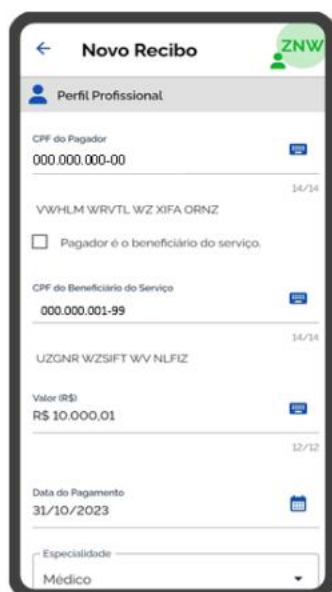 ← Novo Recibo ZNW
Perfil Profissional
CPF do Pagador
000.000.000-00
14/14
VWHLM WRVTL WZ XIFA ORNZ
Pagador é o beneficiário do serviço.
CPF do Beneficiário do Serviço
000.000.001-99
14/14
UZGNR WZSIFT WV NLFIZ
Valor (R$)
R$ 10.000,01
12/12
Data do Pagamento
31/10/2023
Especialidade
Médico